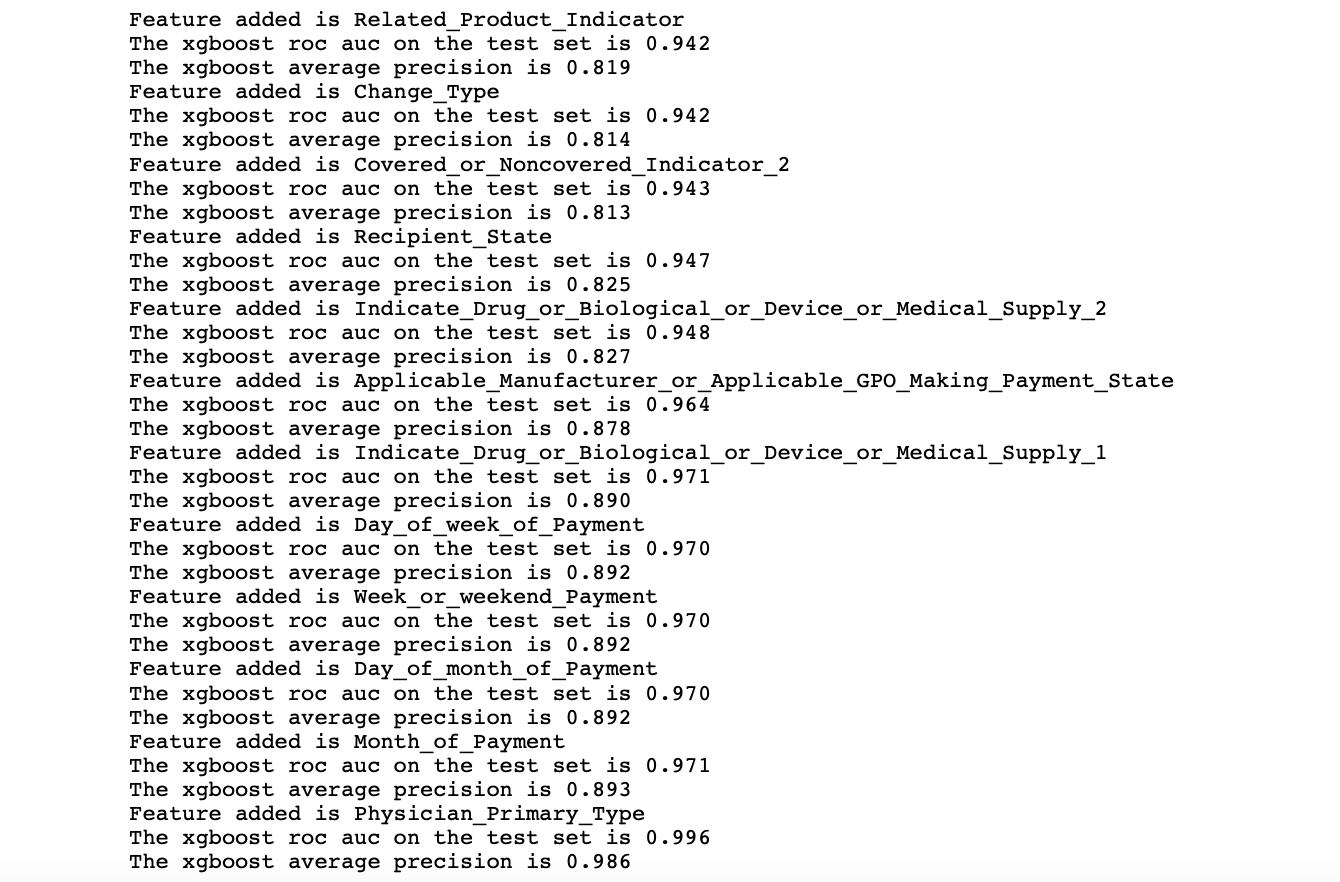 Feature added is Related_Product_Indicator
The xgboost roc auc on the test set is 0.942
The xgboost average precision is 0.819
Feature added is Change_Type
The xgboost roc auc on the test set is 0.942
The xgboost average precision is 0.814
Feature added is Covered_or_Noncovered_Indicator_2
The xgboost roc auc on the test set is 0.943
The xgboost average precision is 0.813
Feature added is Recipient_State
The xgboost roc auc on the test set is 0.947
The xgboost average precision is 0.825
Feature added is Indicate_Drug_or_Biological_or_Device_or_Medical_Supply_2
The xgboost roc auc on the test set is 0.948
The xgboost average precision is 0.827
Feature added is Applicable_Manufacturer_or_Applicable_GPO_Making_Payment_State
The xgboost roc auc on the test set is 0.964
The xgboost average precision is 0.878
Feature added is Indicate_Drug_or_Biological_or_Device_or_Medical_Supply_1
The xgboost roc auc on the test set is 0.971
The xgboost average precision is 0.890
Feature added is Day_of_week_of_Payment
The xgboost roc auc on the test set is 0.970
The xgboost average precision is 0.892
Feature added is Week_or_weekend_Payment
The xgboost roc auc on the test set is 0.970
The xgboost average precision is 0.892
Feature added is Day_of_month_of_Payment
The xgboost roc auc on the test set is 0.970
The xgboost average precision is 0.892
Feature added is Month_of_Payment
The xgboost roc auc on the test set is 0.971
The xgboost average precision is 0.893
Feature added is Physician_Primary_Type
The xgboost roc auc on the test set is 0.996
The xgboost average precision is 0.986